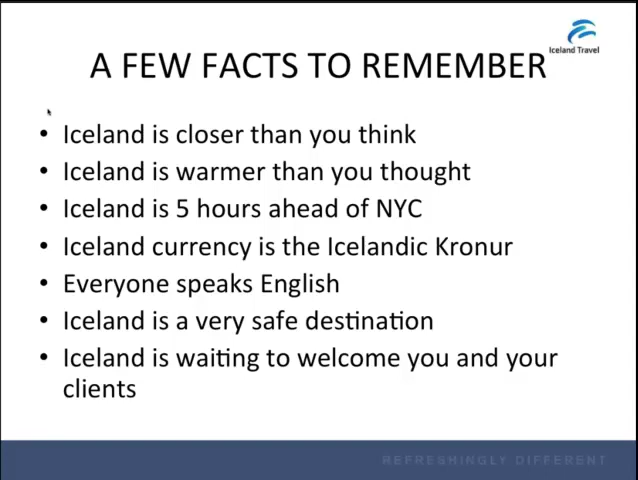 Iceland Travel
A FEW FACTS TO REMEMBER
• Iceland is closer than you think
• Iceland is warmer than you thought
• Iceland is 5 hours ahead of NYC
• Iceland currency is the Icelandic Kronur
• Everyone speaks English
• Iceland is a very safe destination
• Iceland is waiting to welcome you and your
clients
REFRESHINGLY DIFFERENT